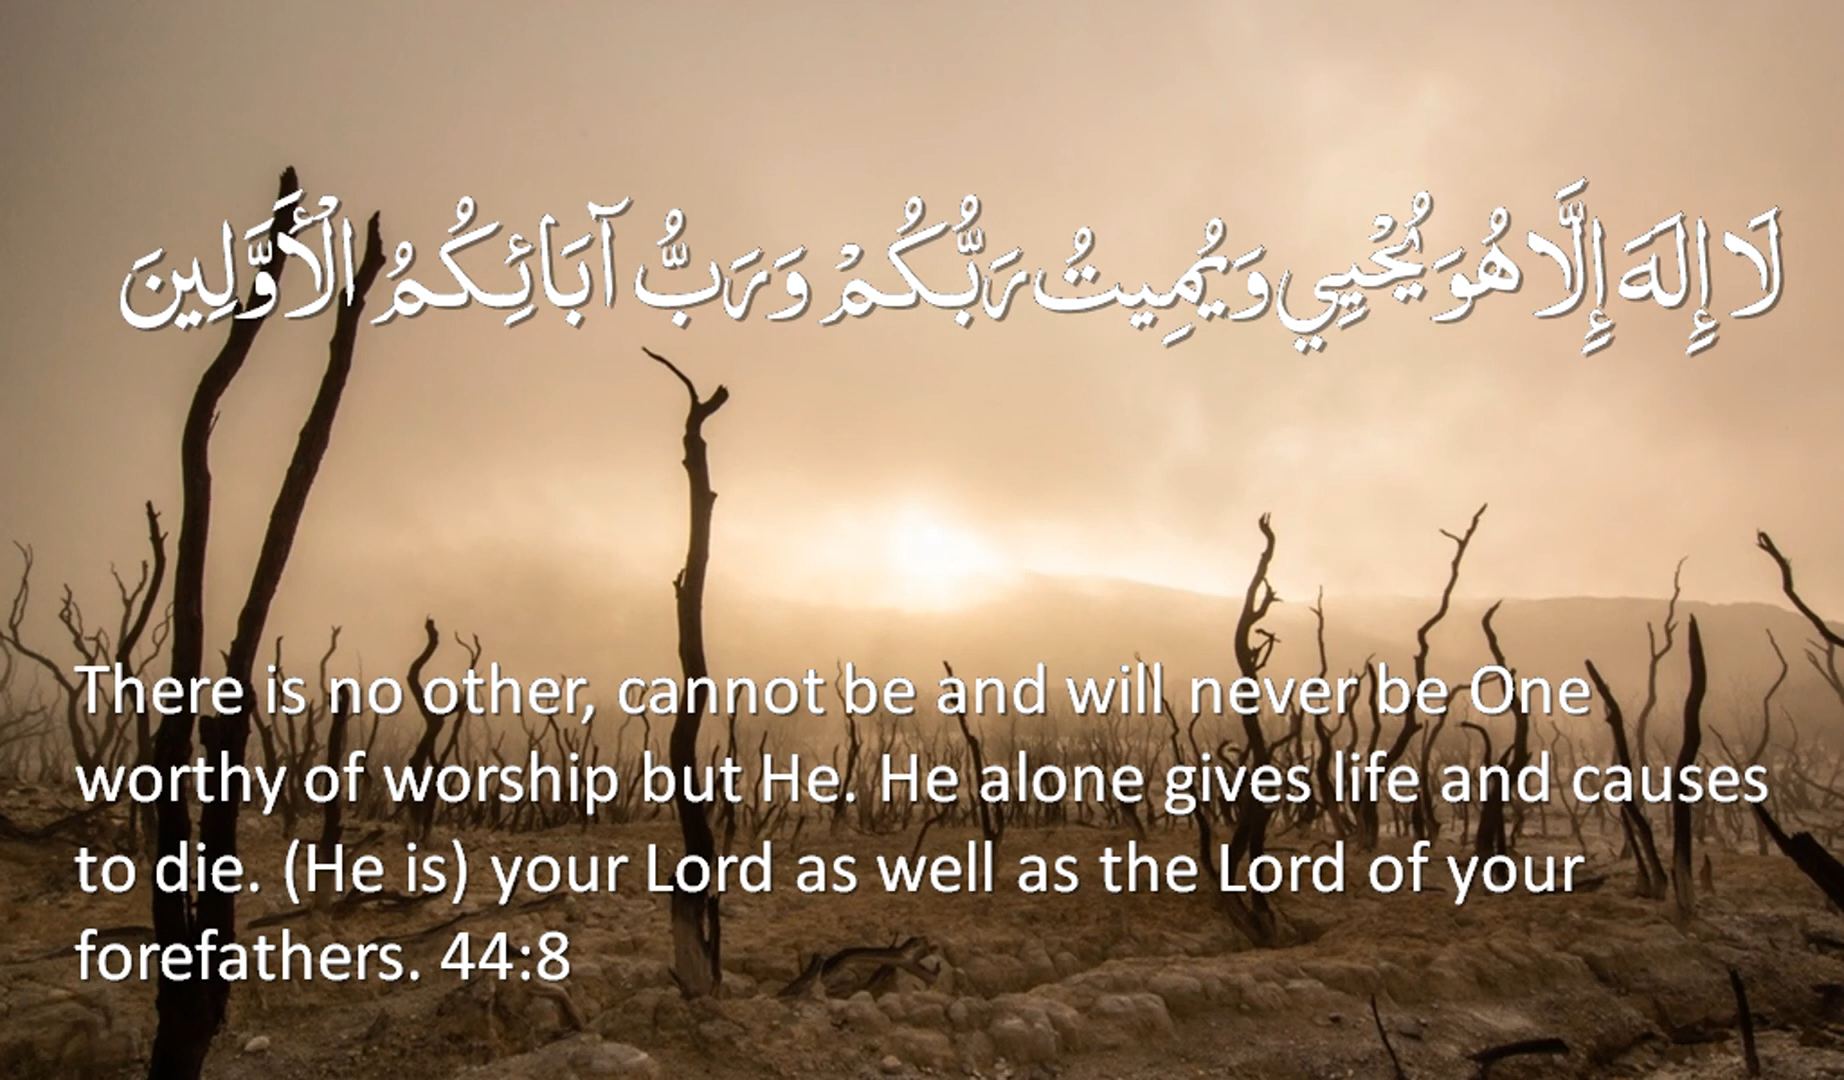 لَا إِلَهَ إِلَّا هُوَ يُحْيِي وَيُمِيتُ رَبُّكُمْ وَرَبُّ آبَائِكُمُ الْأَوَّلِينَ
There is no other, cannot be and will never be One
worthy of worship but He. He alone gives life and causes
to die. (He is) your Lord as well as the Lord of your
forefathers. 44:8